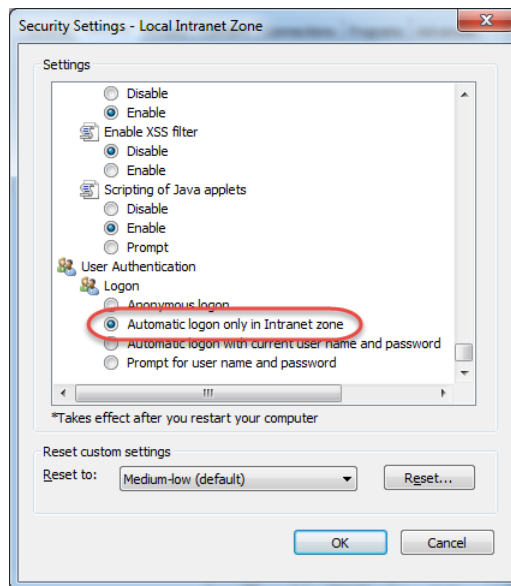 Security Settings - Local Intranet Zone
Settings
Disable
Enable
Enable XSS filter
Disable
Enable
Scripting of Java applets
Disable
Enable
Prompt
User Authentication
Logon
Anonymous logon
Automatic logon only in Intranet zone
Automatic logon with current user name and password
Prompt for user name and password
*Takes effect after you restart your computer
Reset custom settings
Reset to:
Medium-low (default)
Reset...
OK
Cancel